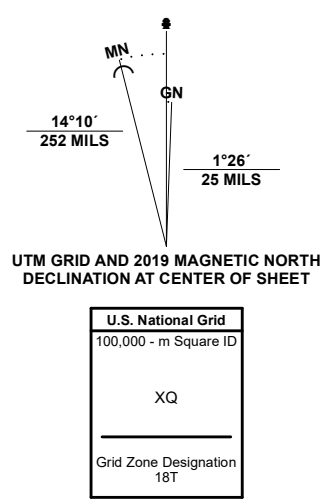 MN
GN
14°10´
252 MILS
1°26´
25 MILS
UTM GRID AND 2019 MAGNETIC NORTH
DECLINATION AT CENTER OF SHEET
U.S. National Grid
100,000 - m Square ID
XQ
Grid Zone Designation
18T